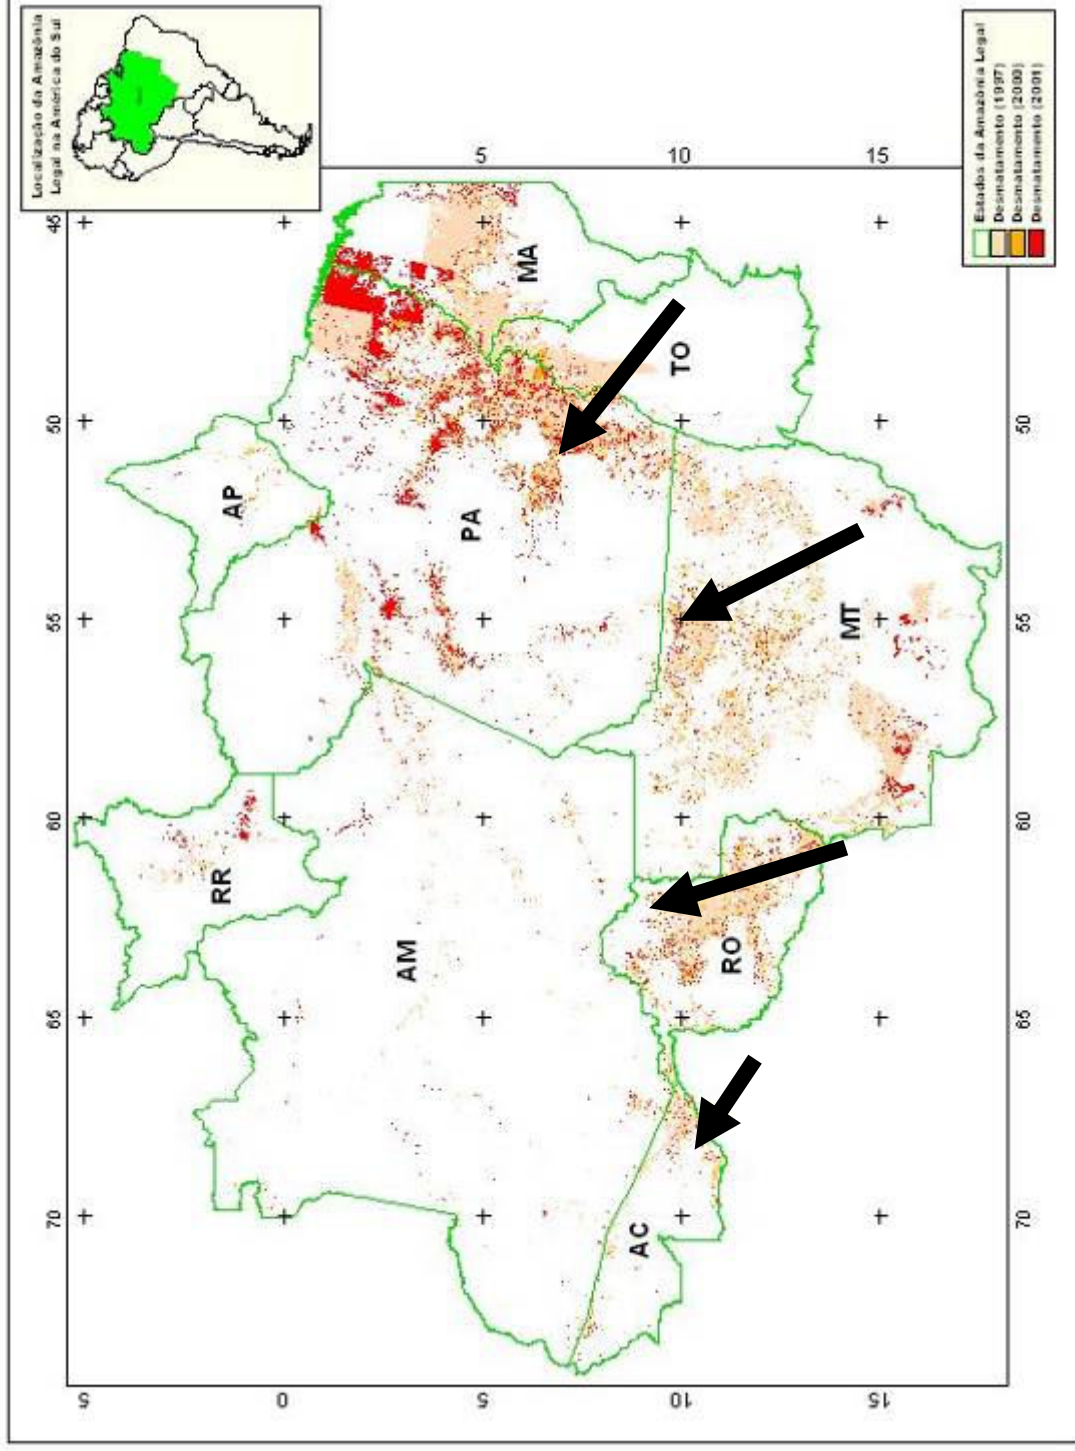 Localização da Amazônia
Legal na América do Sul
45
50
55
60
65
70
5
0
5
10
15
5
10
15
45
50
55
60
65
70
RR
AP
AM
PA
MA
TO
MT
RO
AC
Estados da Amazônia Legal
Desmatamento (1997)
Desmatamento (2000)
Desmatamento (2001)